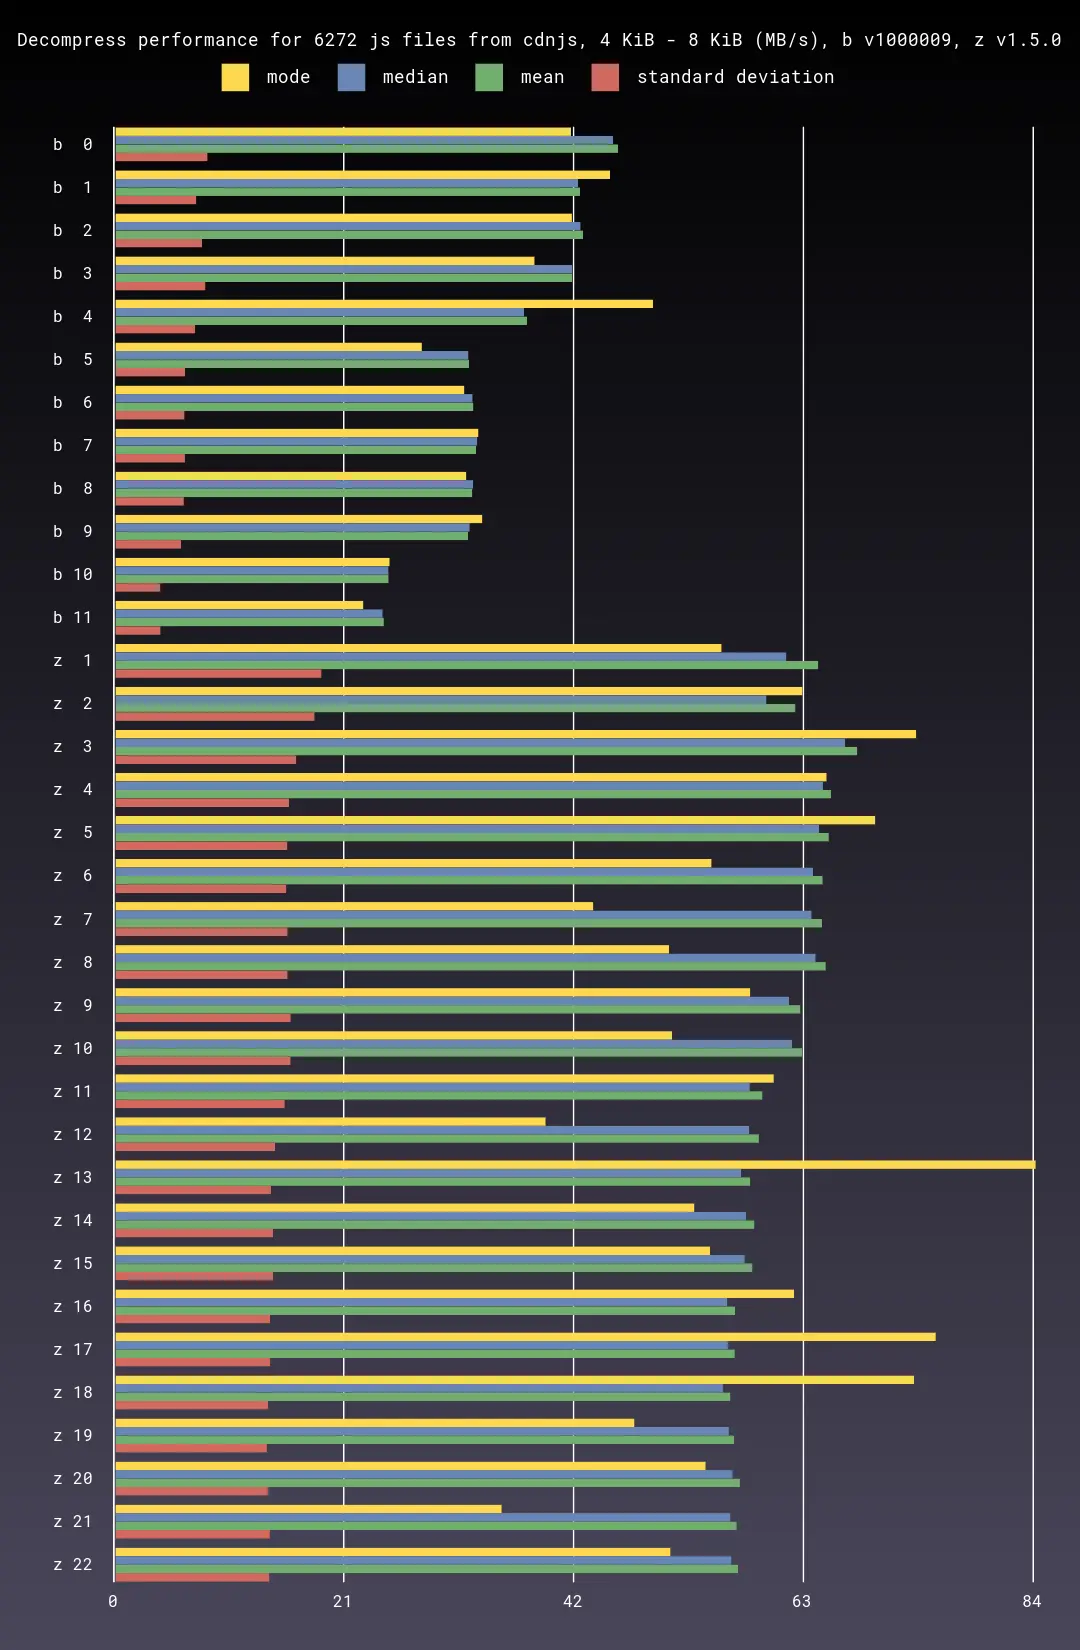 Decompress performance for 6272 js files from cdnjs, 4 KiB - 8 KiB (MB/s), b v1000009, z v1.5.0
mode median mean standard deviation
b 0
b 1
b 2
b 3
b 4
b 5
b 6
b 7
b 8
b 9
b 10
b 11
z 1
z 2
z 3
z 4
z 5
z 6
z 7
z 8
z 9
z 10
z 11
z 12
z 13
z 14
z 15
z 16
z 17
z 18
z 19
z 20
z 21
z 22
0 21 42 63 84